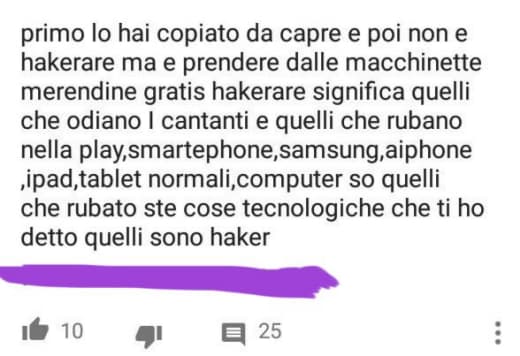 primo lo hai copiato da capre e poi non e
hakerare ma e prendere dalle macchinette
merendine gratis hakerare significa quelli
che odiano I cantanti e quelli che rubano
nella play,smartephone,samsung,aiphone
,ipad,tablet normali,computer so quelli
che rubato ste cose tecnologiche che ti ho
detto quelli sono haker
10 25